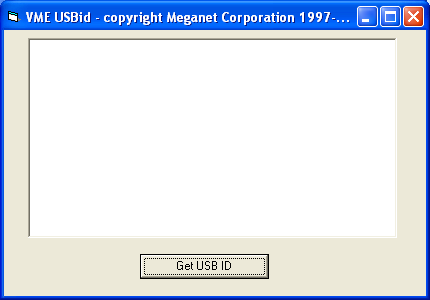 VME USBid - copyright Meganet Corporation 1997-...
Get USB ID